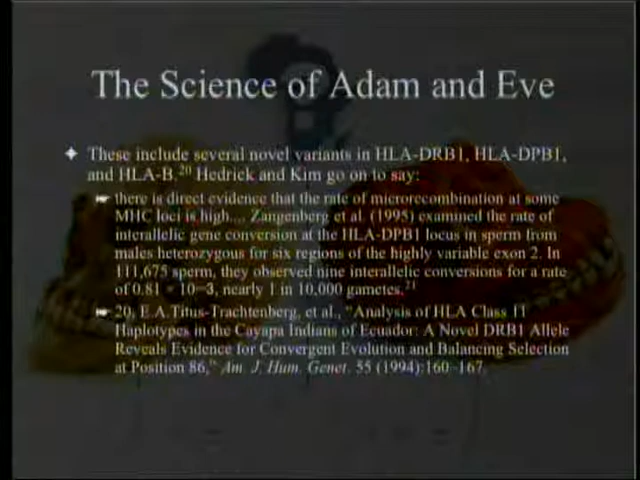 The Science of Adam and Eve
These include several novel variants in HLA-DRB1, HLA-DPB1,
and HLA-B.20 Hedrick and Kim go on to say:
there is direct evidence that the rate of microrecombination at some
MHC loci is high.... Zangenberg et al. (1995) examined the rate of
interallelic gene conversion at the HLA-DPB1 locus in sperm from
males heterozygous for six regions of the highly variable exon 2. In
111,675 sperm, they observed nine interallelic conversions for a rate
of 0.81 × 10–3, nearly 1 in 10,000 gametes.21
20, E.A.Titus-Trachtenberg, et al., "Analysis of HLA Class 11
Haplotypes in the Cayapa Indians of Ecuador: A Novel DRB1 Allele
Reveals Evidence for Convergent Evolution and Balancing Selection
at Position 86," Am. J. Hum. Genet. 55 (1994):160–167.